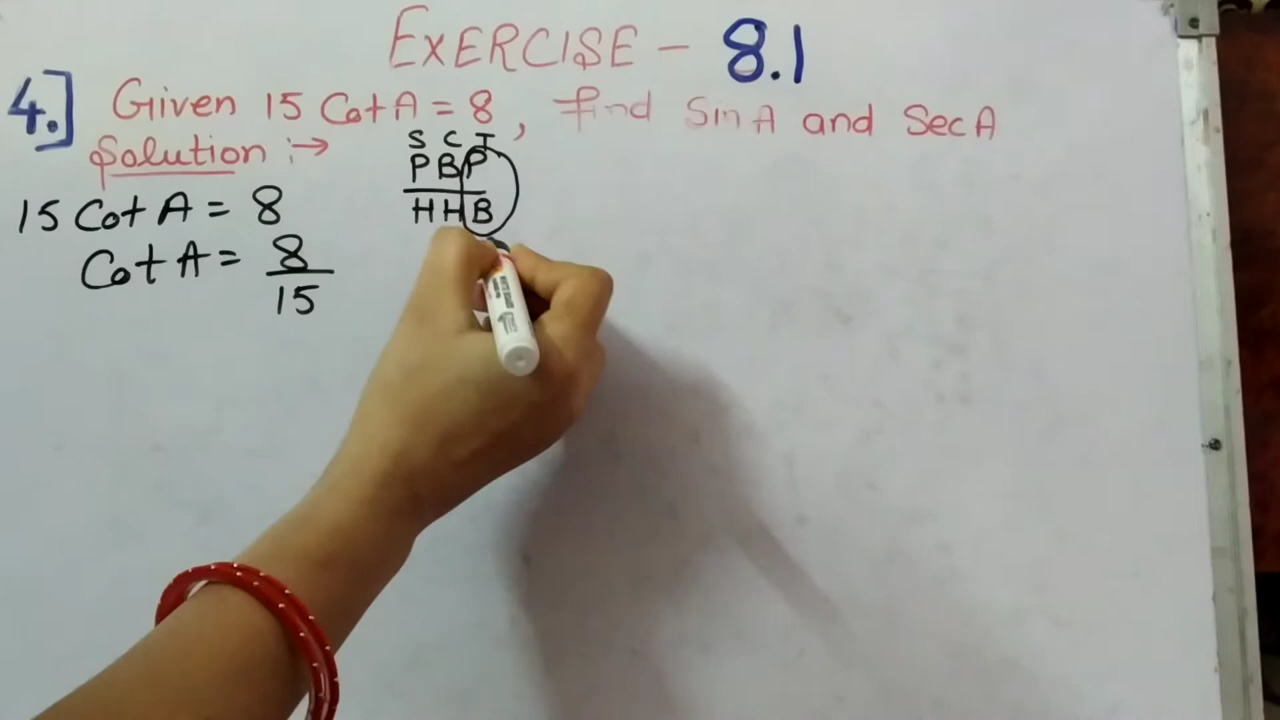 EXERCISE - 8.1
4.] Given 15 Cot A = 8, find Sin A and Sec A
Solution :→
S C T
P B P
H H B
15 Cot A = 8
Cot A = 8
15